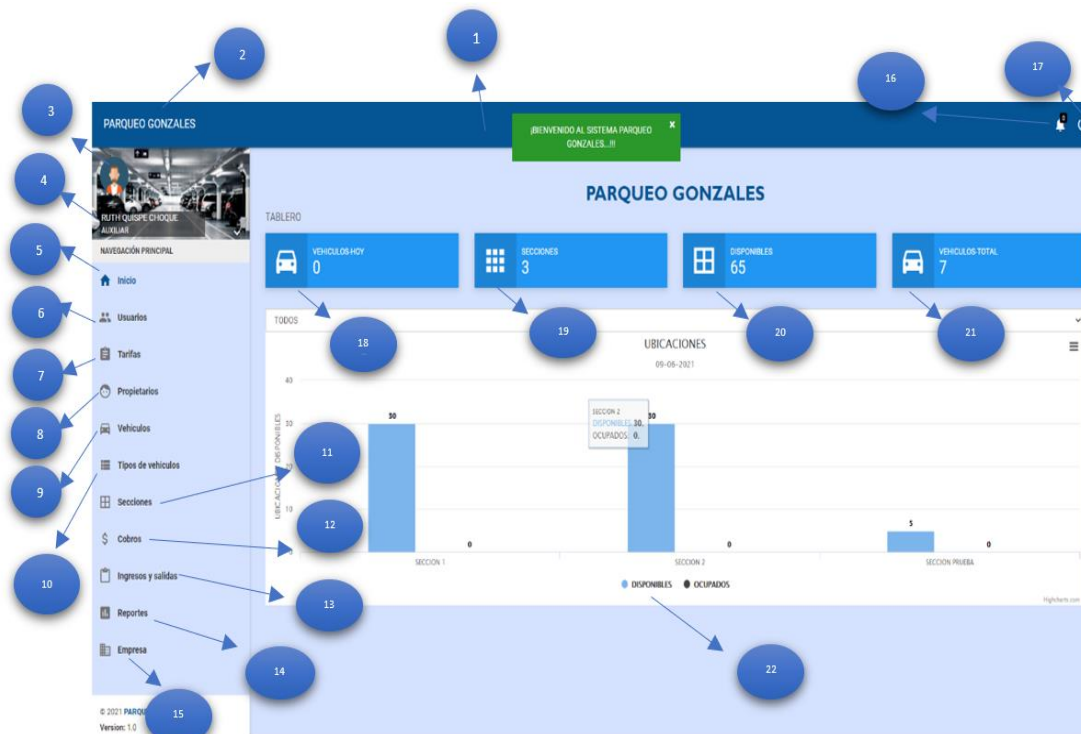 1
2
16
17
3
PARQUEO GONZALES
¡BIENVENIDO AL SISTEMA PARQUEO
GONZALES...!!!
x
3
4
RUTH QUISPE CHOQUE
AUXILIAR
PARQUEO GONZALES
TABLERO
5
NAVEGACIÓN PRINCIPAL
VEHICULOS-HOY
0
SECCIONES
3
DISPONIBLES
65
VEHICULOS-TOTAL
7
Inicio
6
Usuarios
TODOS
18
19
20
21
UBICACIONES
09-06-2021
7
Tarifas
8
Propietarios
9
Vehículos
Tipos de vehiculos
Secciones
10
Cobros
Ingresos y salidas
Reportes
Empresa
11
12
13
14
15
UBICACIONES DISPONIBLES
40
30
20
10
0
30
0
30
0
5
0
SECCION 2
DISPONIBLES: 30.
OCUPADOS: 0.
SECCION 1
SECCION 2
SECCION PRUEBA
DISPONIBLES
OCUPADOS
Highcharts.com
22
© 2021 PARQU
Version: 1.0